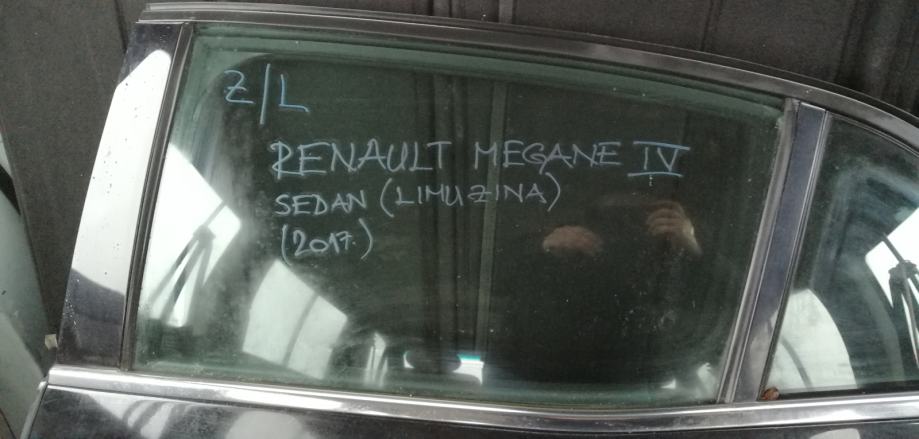 Z/L
RENAULT MEGANE IV
SEDAN (LIMUZINA)
(2017.)